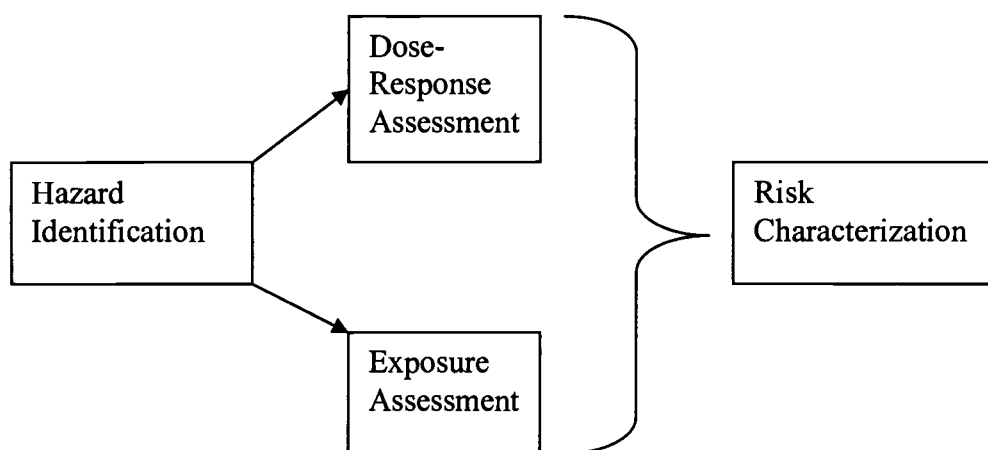 Dose-
Response
Assessment
Hazard
Identification
Risk
Characterization
Exposure
Assessment